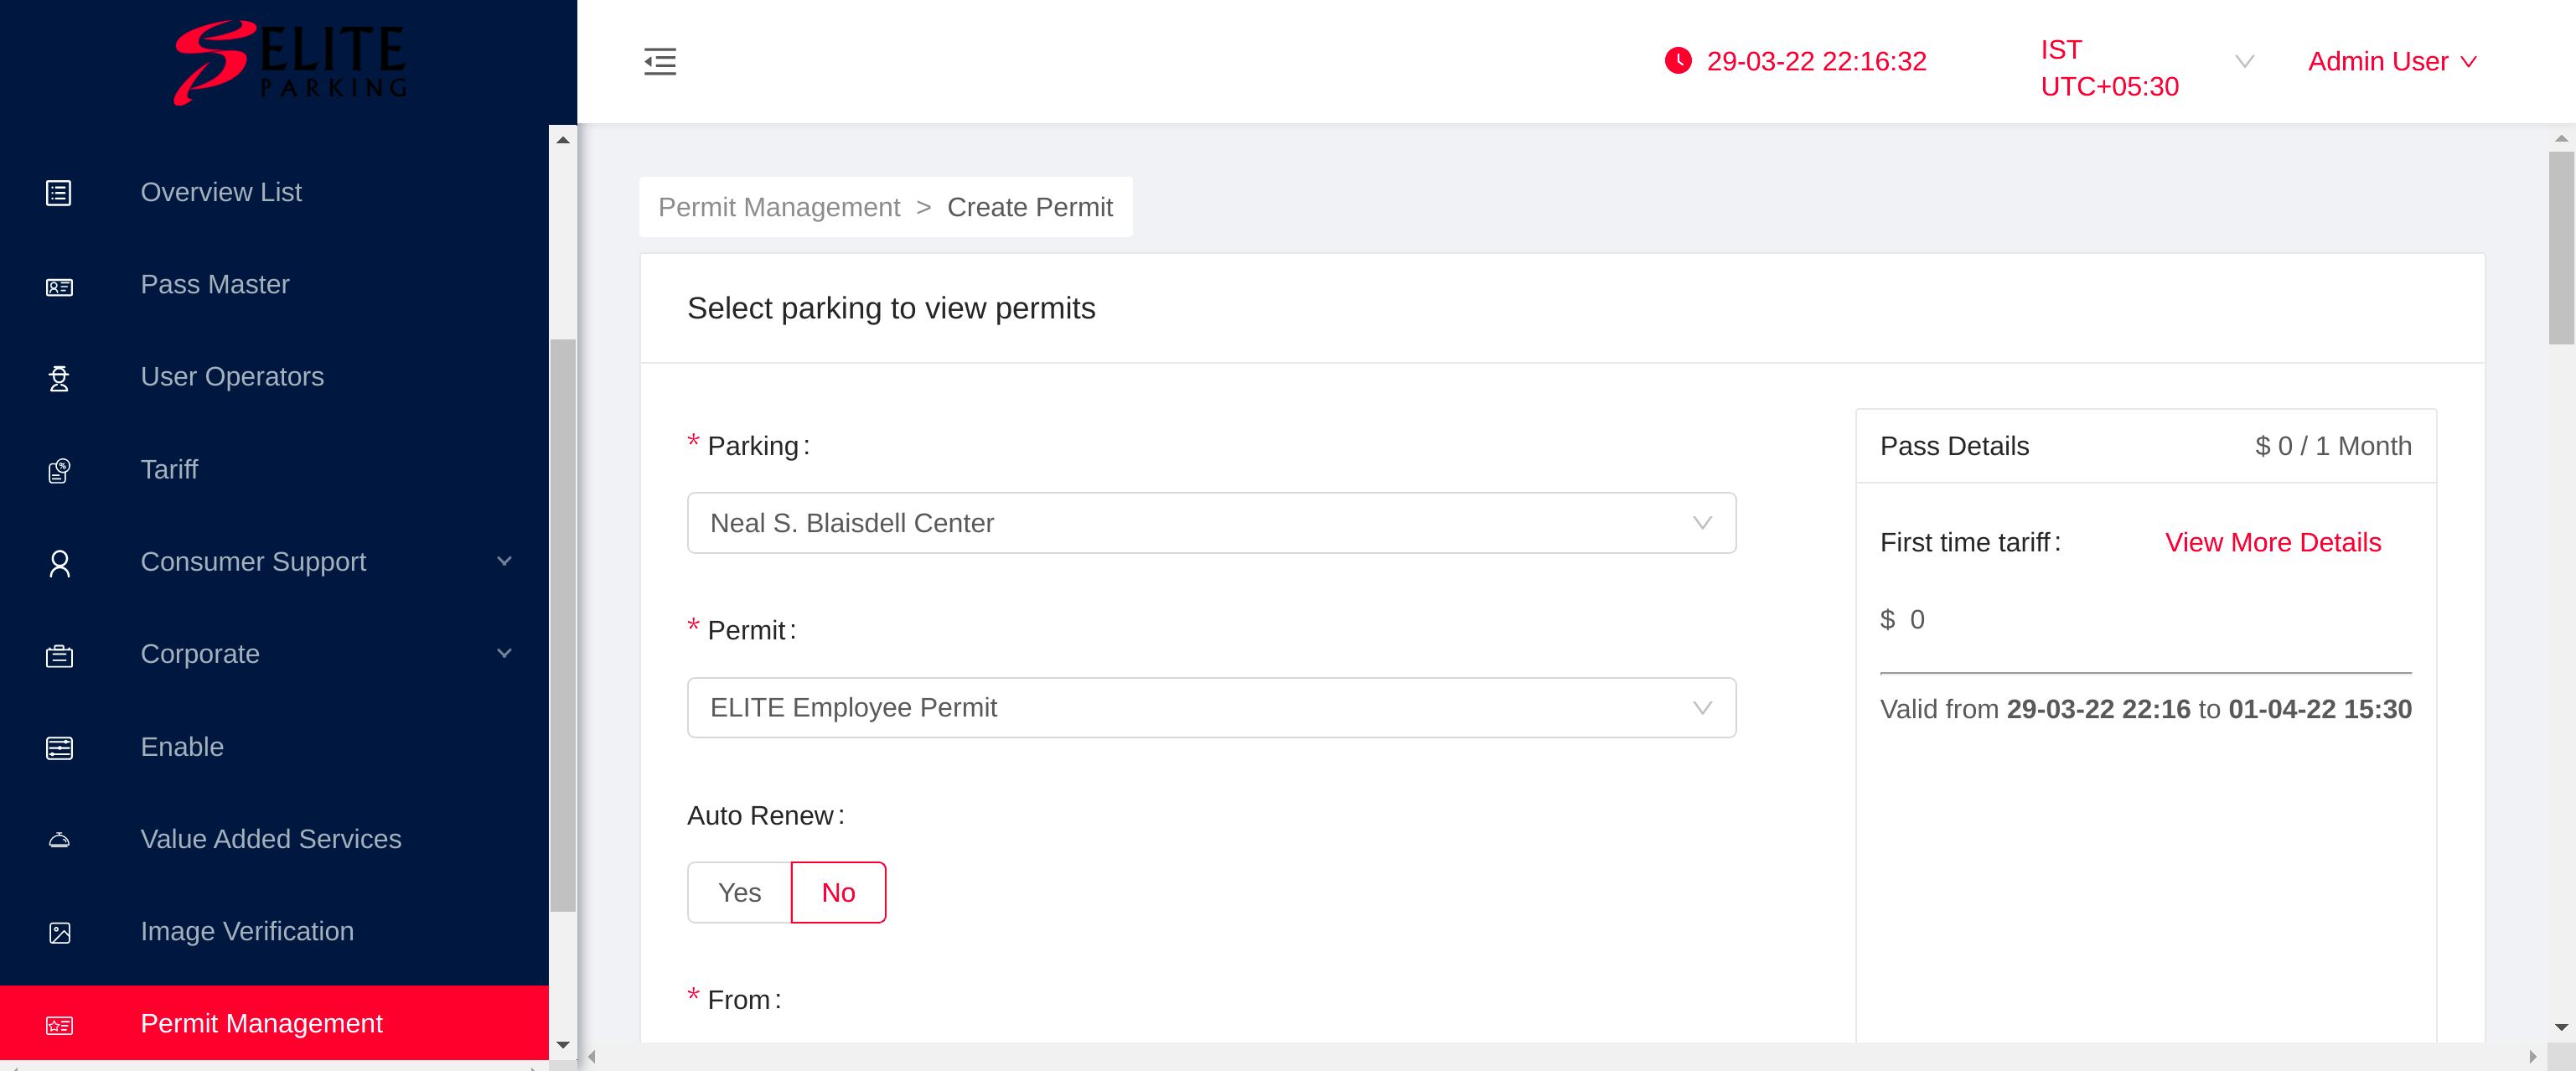 ELITE
PARKING
29-03-22 22:16:32
IST
UTC+05:30
Admin User
Overview List
Pass Master
User Operators
Tariff
Consumer Support
Corporate
Enable
Value Added Services
Image Verification
Permit Management
Permit Management > Create Permit
Select parking to view permits
* Parking :
Neal S. Blaisdell Center
* Permit :
ELITE Employee Permit
Auto Renew :
Yes No
* From :
Pass Details $ 0 / 1 Month
First time tariff : View More Details
$ 0
Valid from 29-03-22 22:16 to 01-04-22 15:30